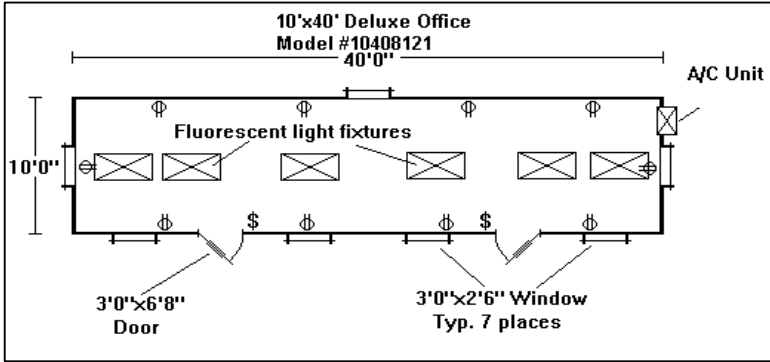 10'x40' Deluxe Office
Model #10408121
40'0"
A/C Unit
Fluorescent light fixtures
10'0"
$
$
3'0"x6'8"
Door
3'0"x2'6" Window
Typ. 7 places